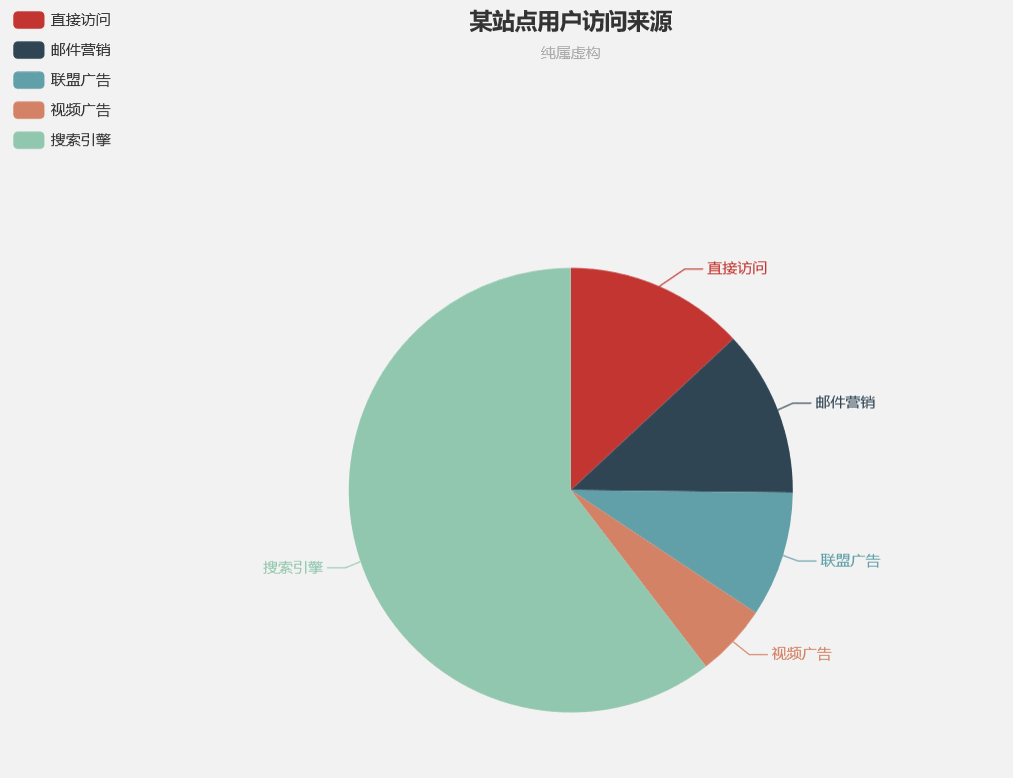 某站点用户访问来源
纯属虚构
直接访问
邮件营销
联盟广告
视频广告
搜索引擎
直接访问
邮件营销
联盟广告
视频广告
搜索引擎